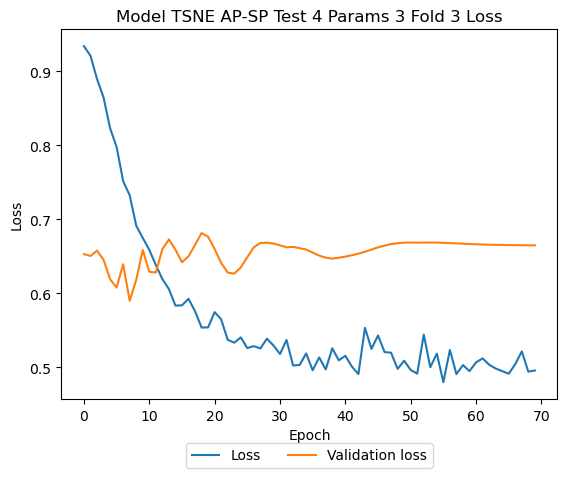 Model TSNE AP-SP Test 4 Params 3 Fold 3 Loss
0.9
0.8
0.7
0.6
0.5
Loss
0 10 20 30 40 50 60 70
Epoch
Loss Validation loss